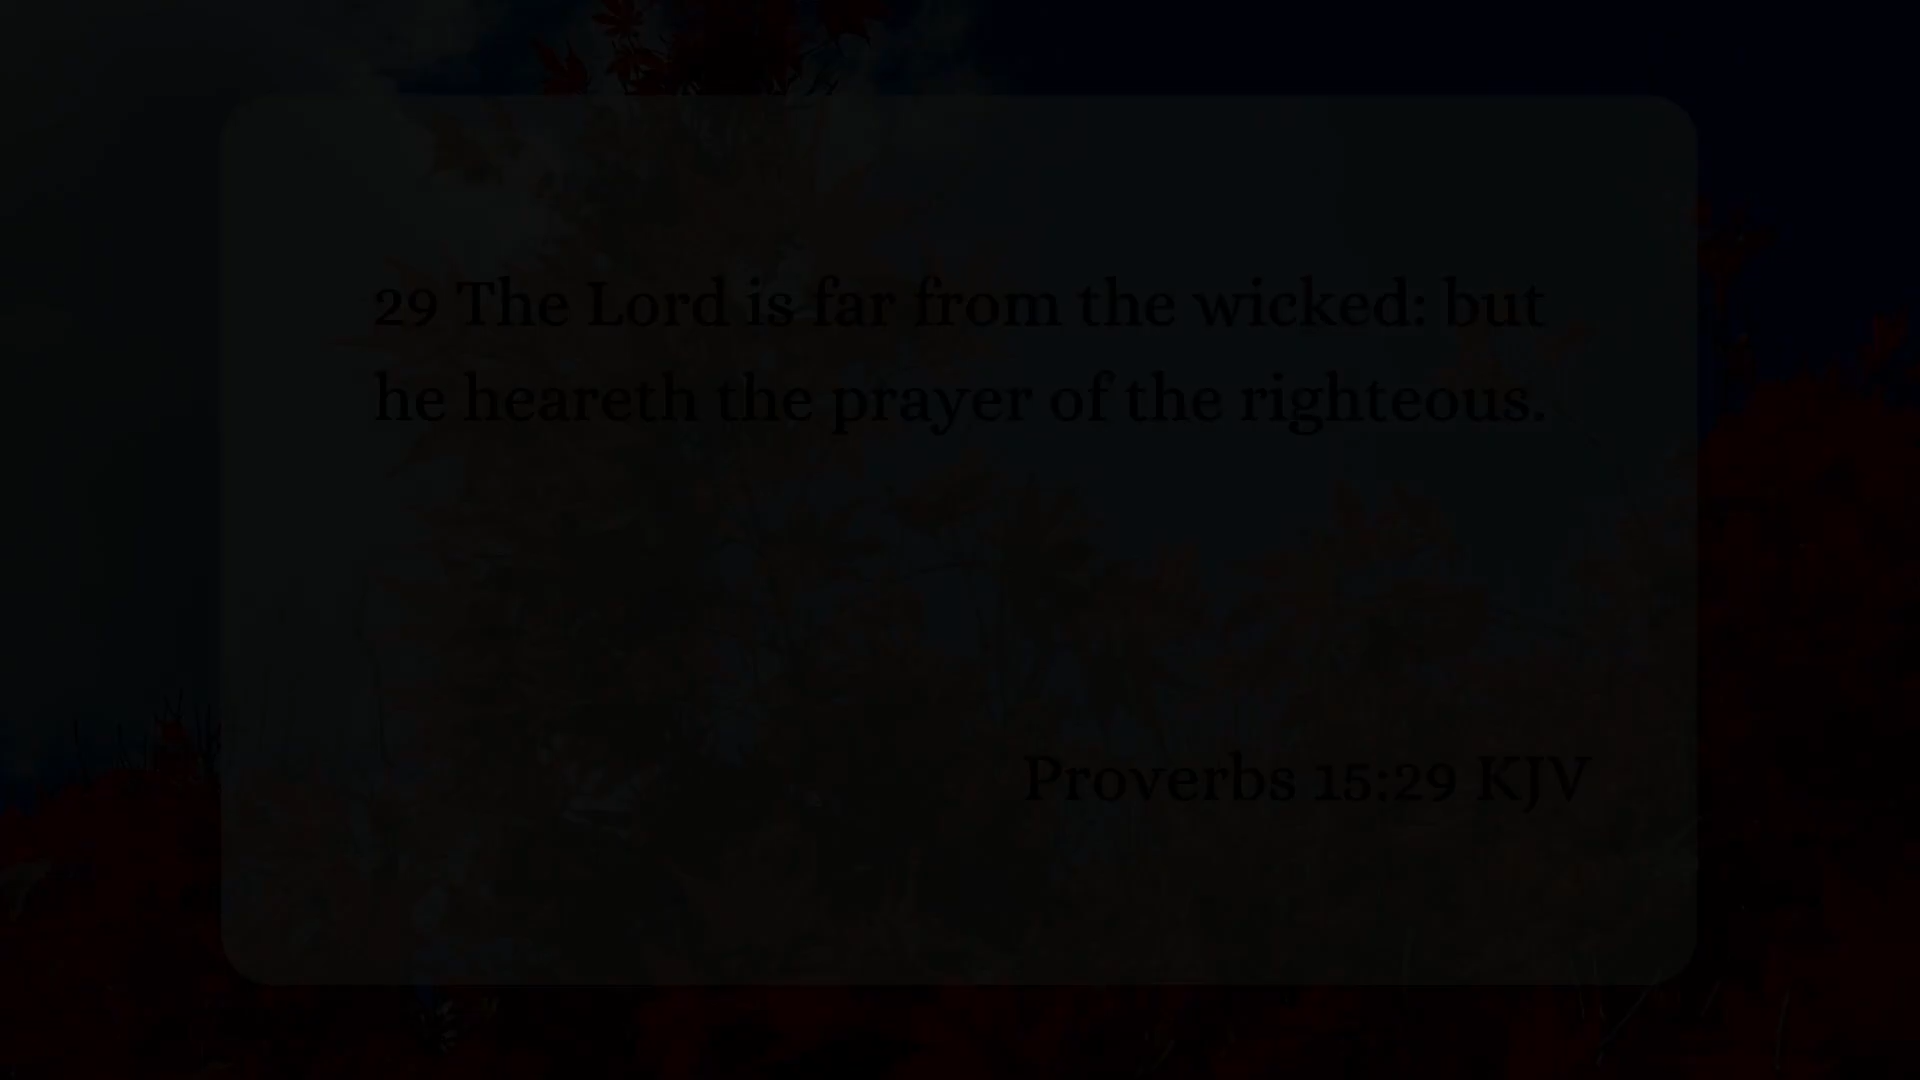 29 The Lord is far from the wicked: but
he heareth the prayer of the righteous.
Proverbs 15:29 KJV